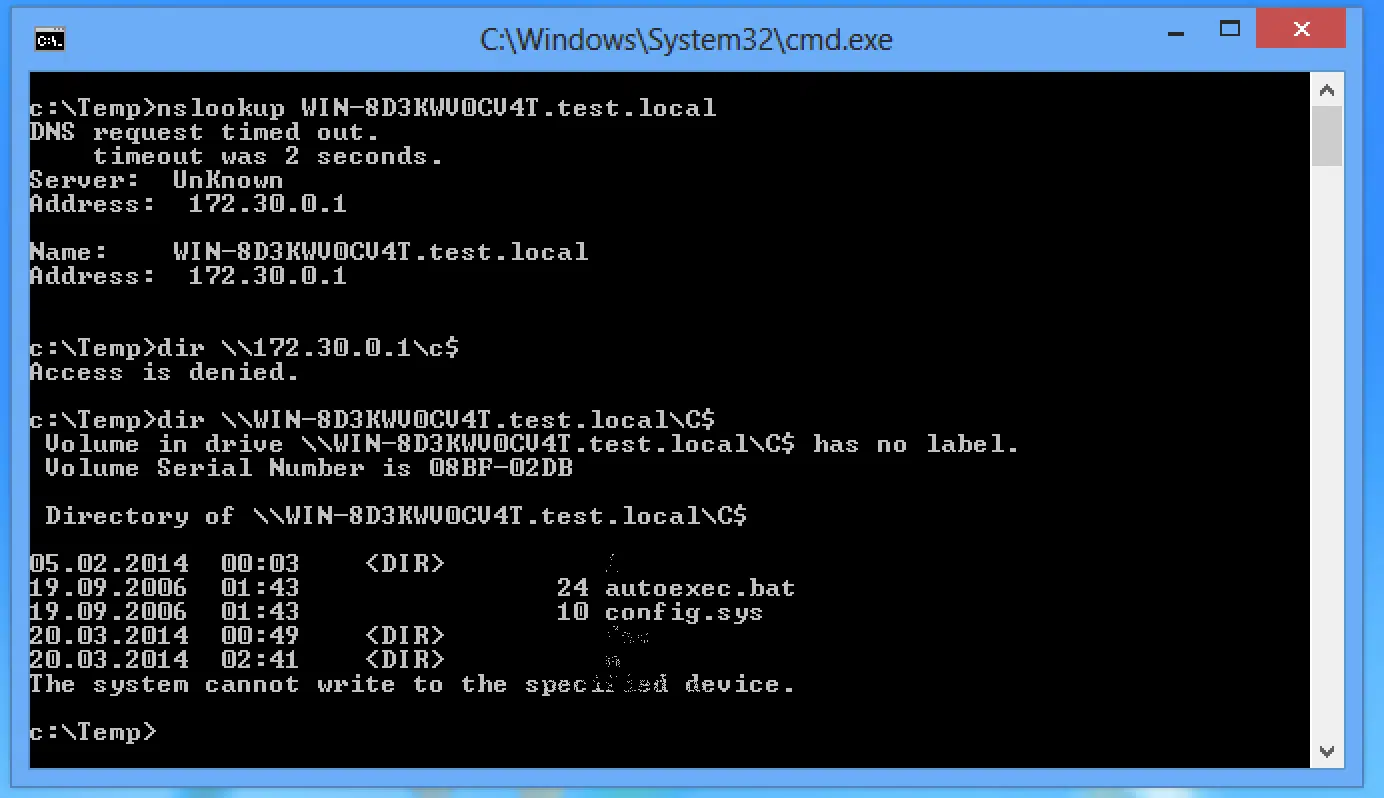 C:\Windows\System32\cmd.exe
c:\Temp>nslookup WIN-8D3KWV0CV4T.test.local
DNS request timed out.
    timeout was 2 seconds.
Server:  UnKnown
Address:  172.30.0.1
Name:    WIN-8D3KWV0CV4T.test.local
Address:  172.30.0.1
c:\Temp>dir \\172.30.0.1\c$
Access is denied.
c:\Temp>dir \\WIN-8D3KWV0CV4T.test.local\C$
 Volume in drive \\WIN-8D3KWV0CV4T.test.local\C$ has no label.
 Volume Serial Number is 08BF-02DB
 Directory of \\WIN-8D3KWV0CV4T.test.local\C$
05.02.2014  00:03    <DIR>
19.09.2006  01:43                24 autoexec.bat
19.09.2006  01:43                10 config.sys
20.03.2014  00:49    <DIR>
20.03.2014  02:41    <DIR>
The system cannot write to the specified device.
c:\Temp>